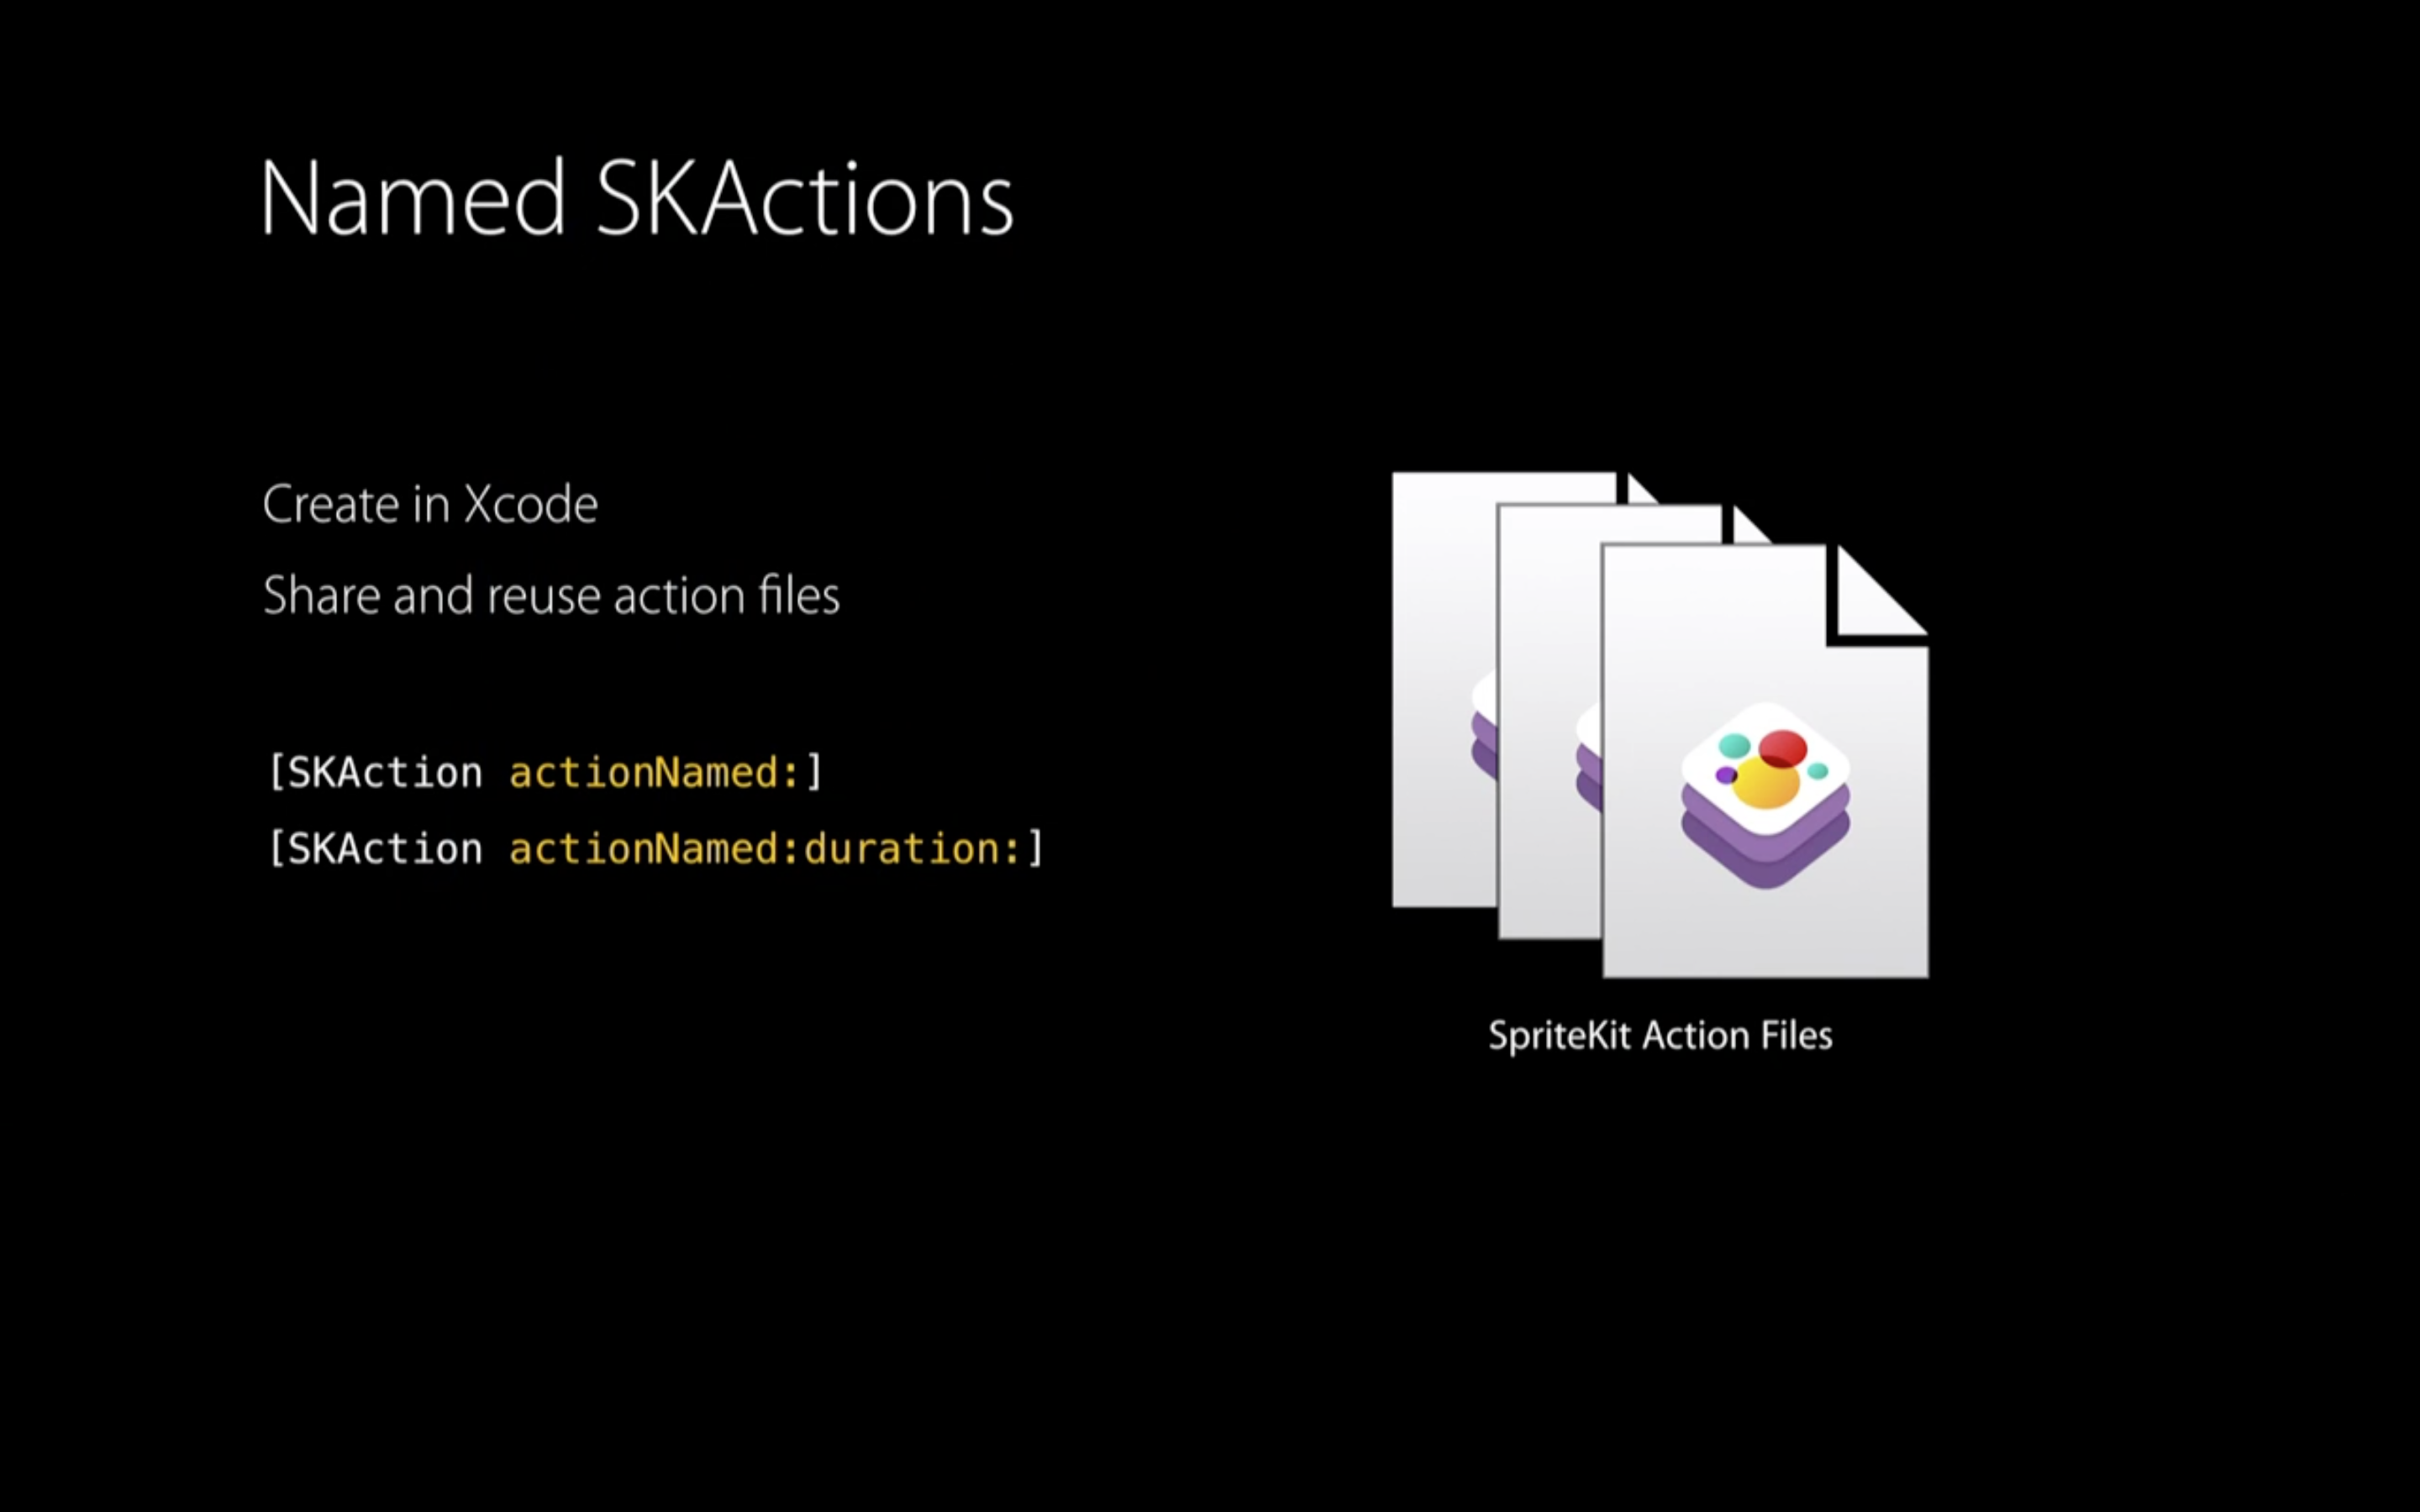 Named SKActions
Create in Xcode
Share and reuse action files
[SKAction actionNamed:]
[SKAction actionNamed:duration:]
SpriteKit Action Files